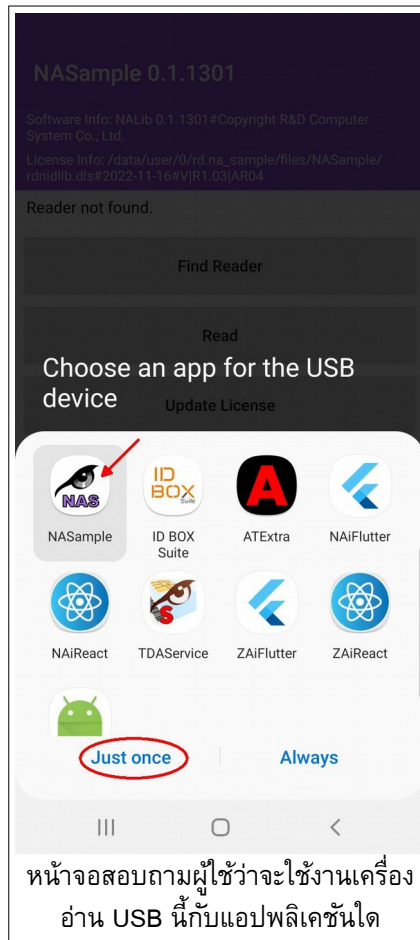 NASample 0.1.1301
Software Info: NALib 0.1.1301#Copyright R&D Computer
System Co., Ltd.
License Info: /data/user/0/rd.na_sample/files/NASample/
rdnidlib.dls#2022-11-16#V|R1.03|AR04
Reader not found.
Find Reader
Read
Update License
Choose an app for the USB
device
NAS
ID
BOX
Suite
A
NASample
ID BOX
Suite
ATExtra
NAiFlutter
S
NAiReact
TDAService
ZAiFlutter
ZAiReact
Just once
Always
หน้าจอสอบถามผู้ใช้ว่าจะใช้งานเครื่อง
อ่าน USB นี้กับแอปพลิเคชันใด